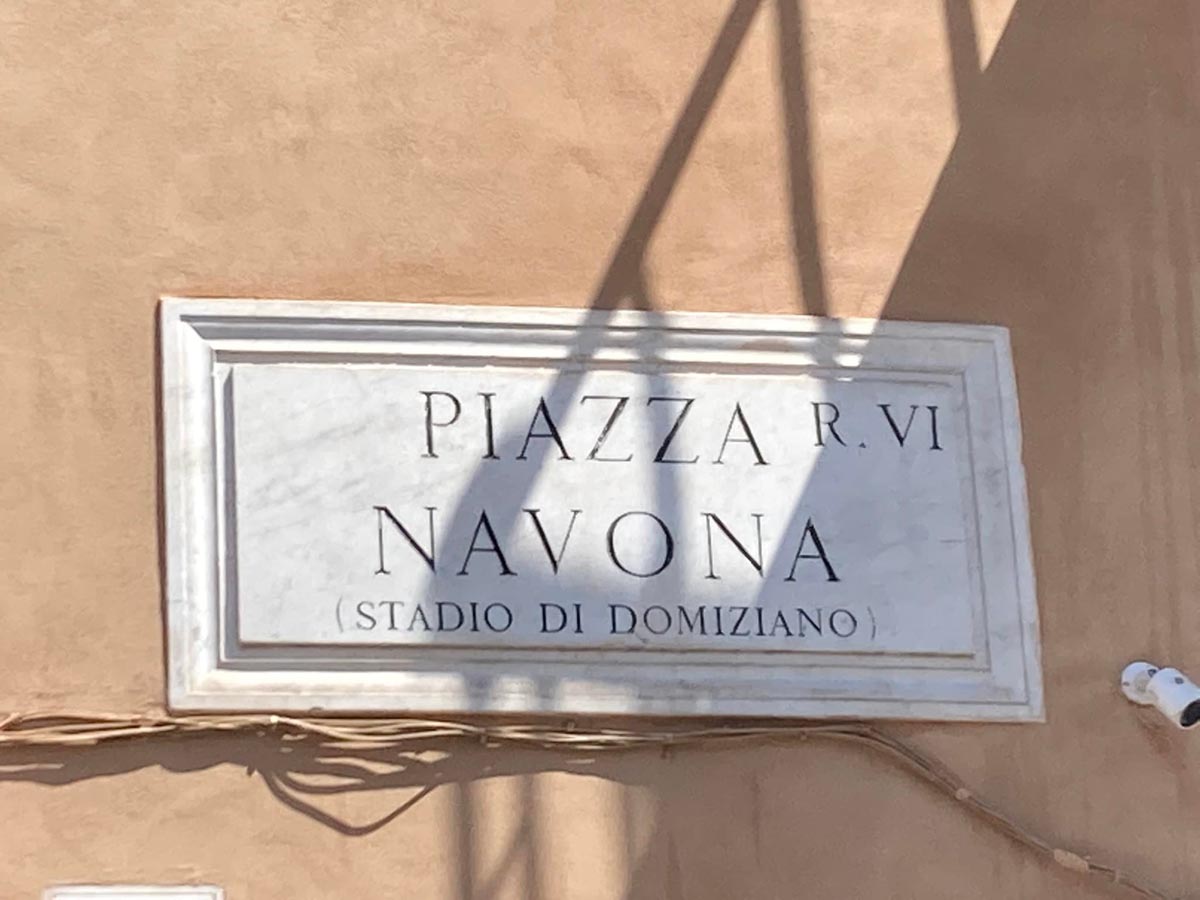 PIAZZA R. VI
NAVONA
(STADIO DI DOMIZIANO)